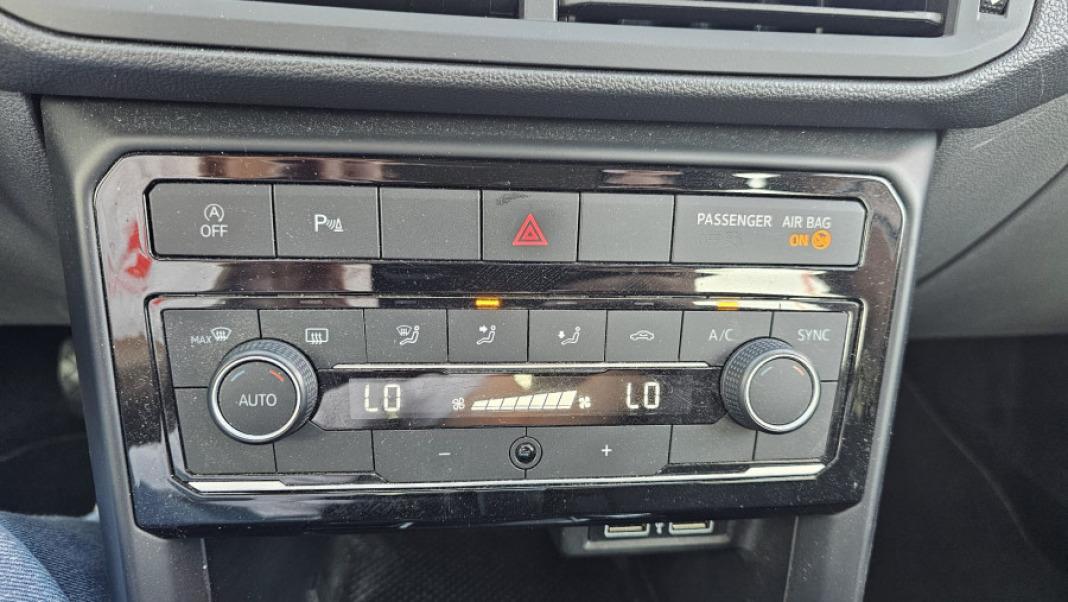 A
OFF
P
PASSENGER AIR BAG
ON
MAX
A/C
SYNC
AUTO
LO
LO
−
+